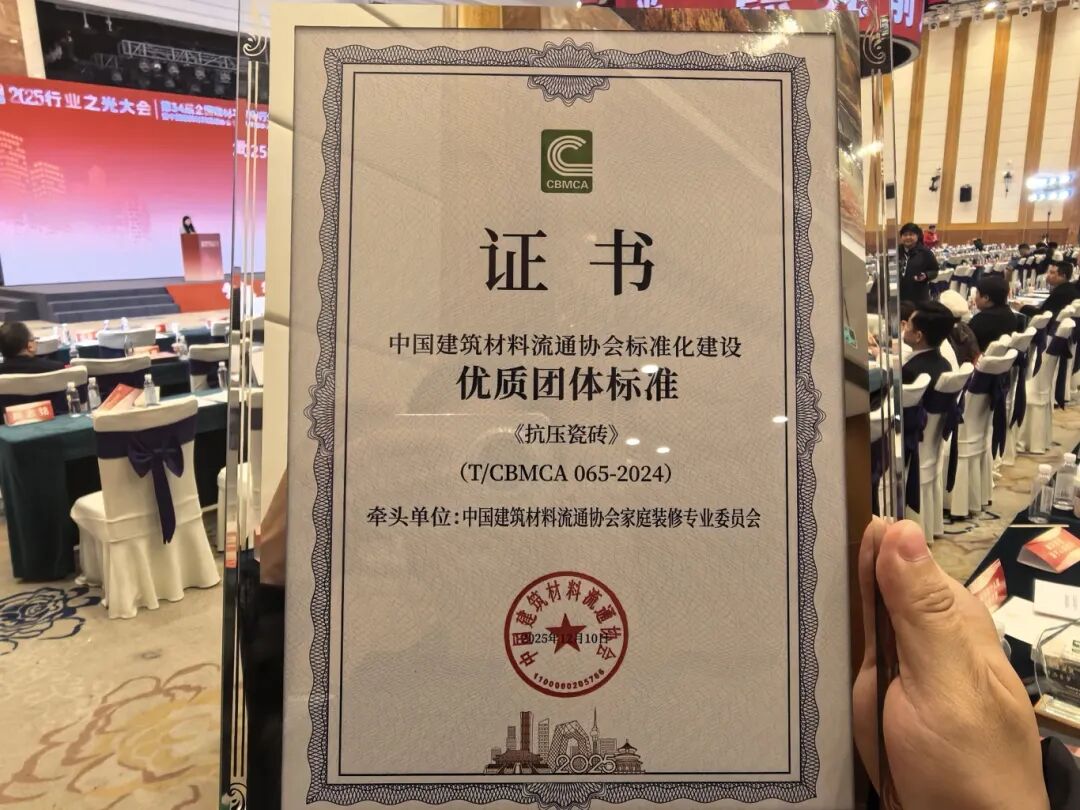 2025行业之光大会
CBMCA
证书
中国建筑材料流通协会标准化建设
优质团体标准
《抗压瓷砖》
(T/CBMCA 065-2024)
牵头单位:中国建筑材料流通协会家庭装修专业委员会
中国建筑材料流通协会
2025年12月10日
2025